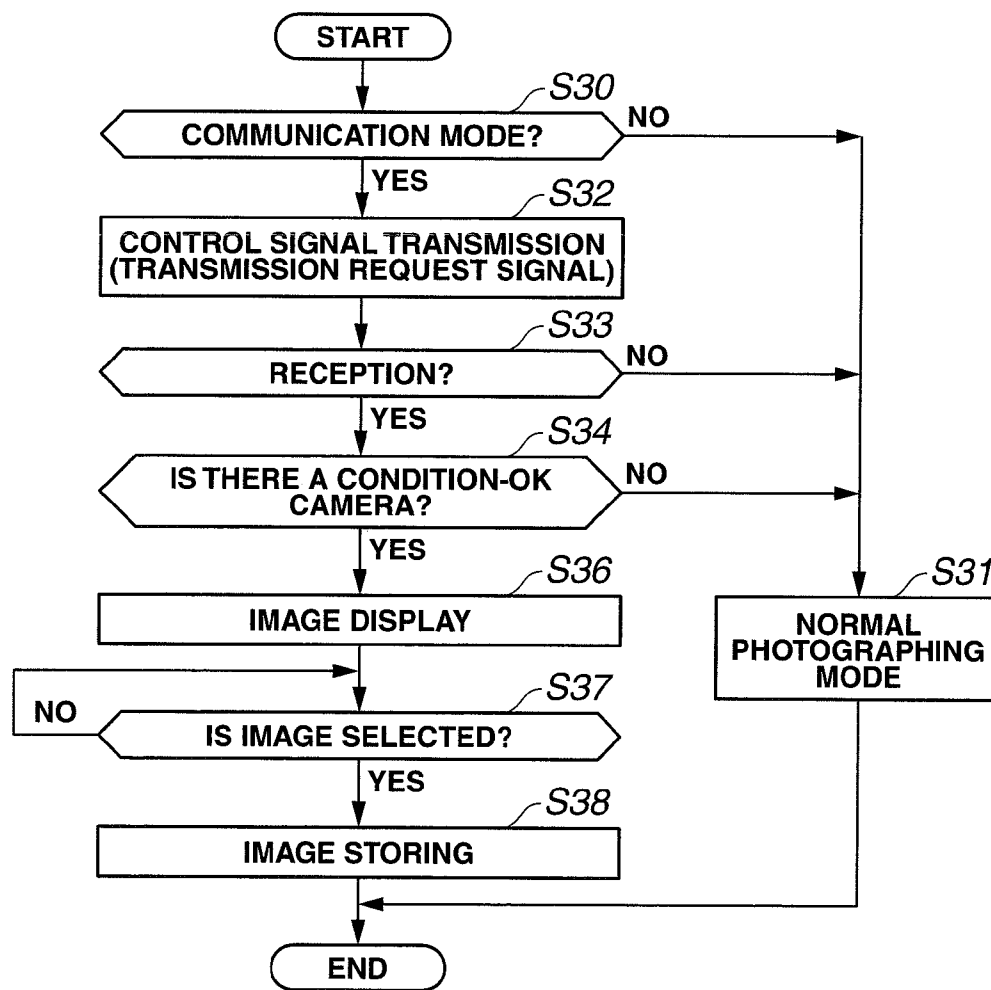 START
S30
COMMUNICATION MODE?
NO
YES
S32
CONTROL SIGNAL TRANSMISSION
(TRANSMISSION REQUEST SIGNAL)
S33
RECEPTION?
NO
YES
S34
IS THERE A CONDITION-OK
CAMERA?
NO
YES
S36
IMAGE DISPLAY
S31
NORMAL
PHOTOGRAPHING
MODE
S37
NO
IS IMAGE SELECTED?
YES
S38
IMAGE STORING
END